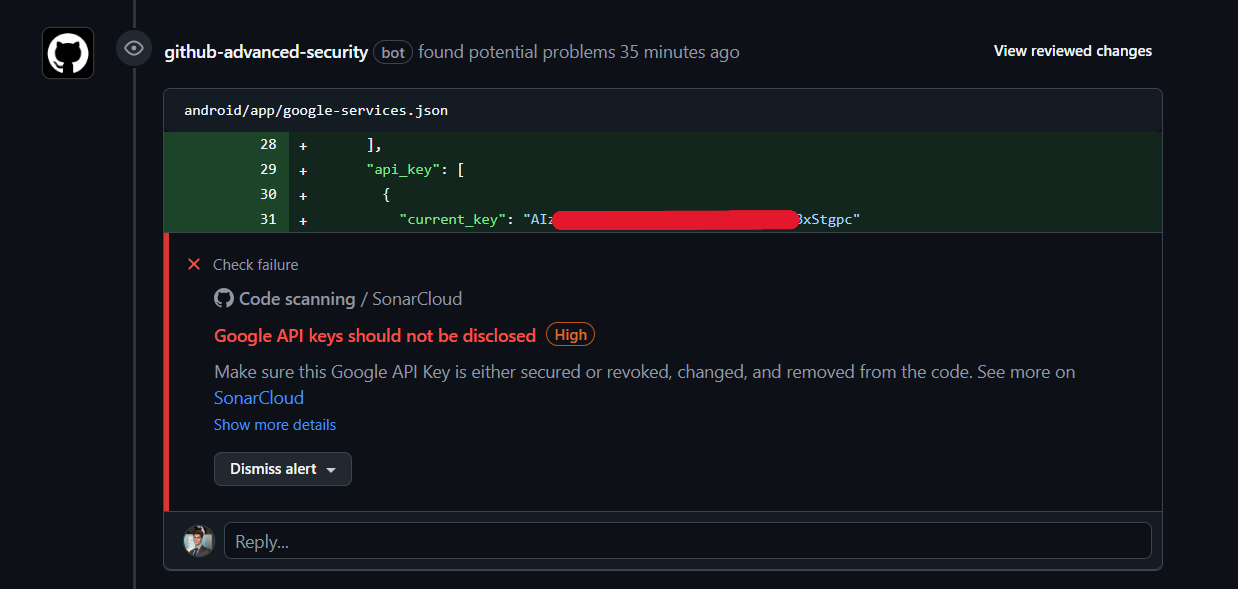 github-advanced-security bot found potential problems 35 minutes ago
View reviewed changes
android/app/google-services.json
28 + ],
29 + "api_key": [
30 + {
31 + "current_key": "AIz xStgpc"
Check failure
Code scanning / SonarCloud
Google API keys should not be disclosed High
Make sure this Google API Key is either secured or revoked, changed, and removed from the code. See more on
SonarCloud
Show more details
Dismiss alert
Reply...